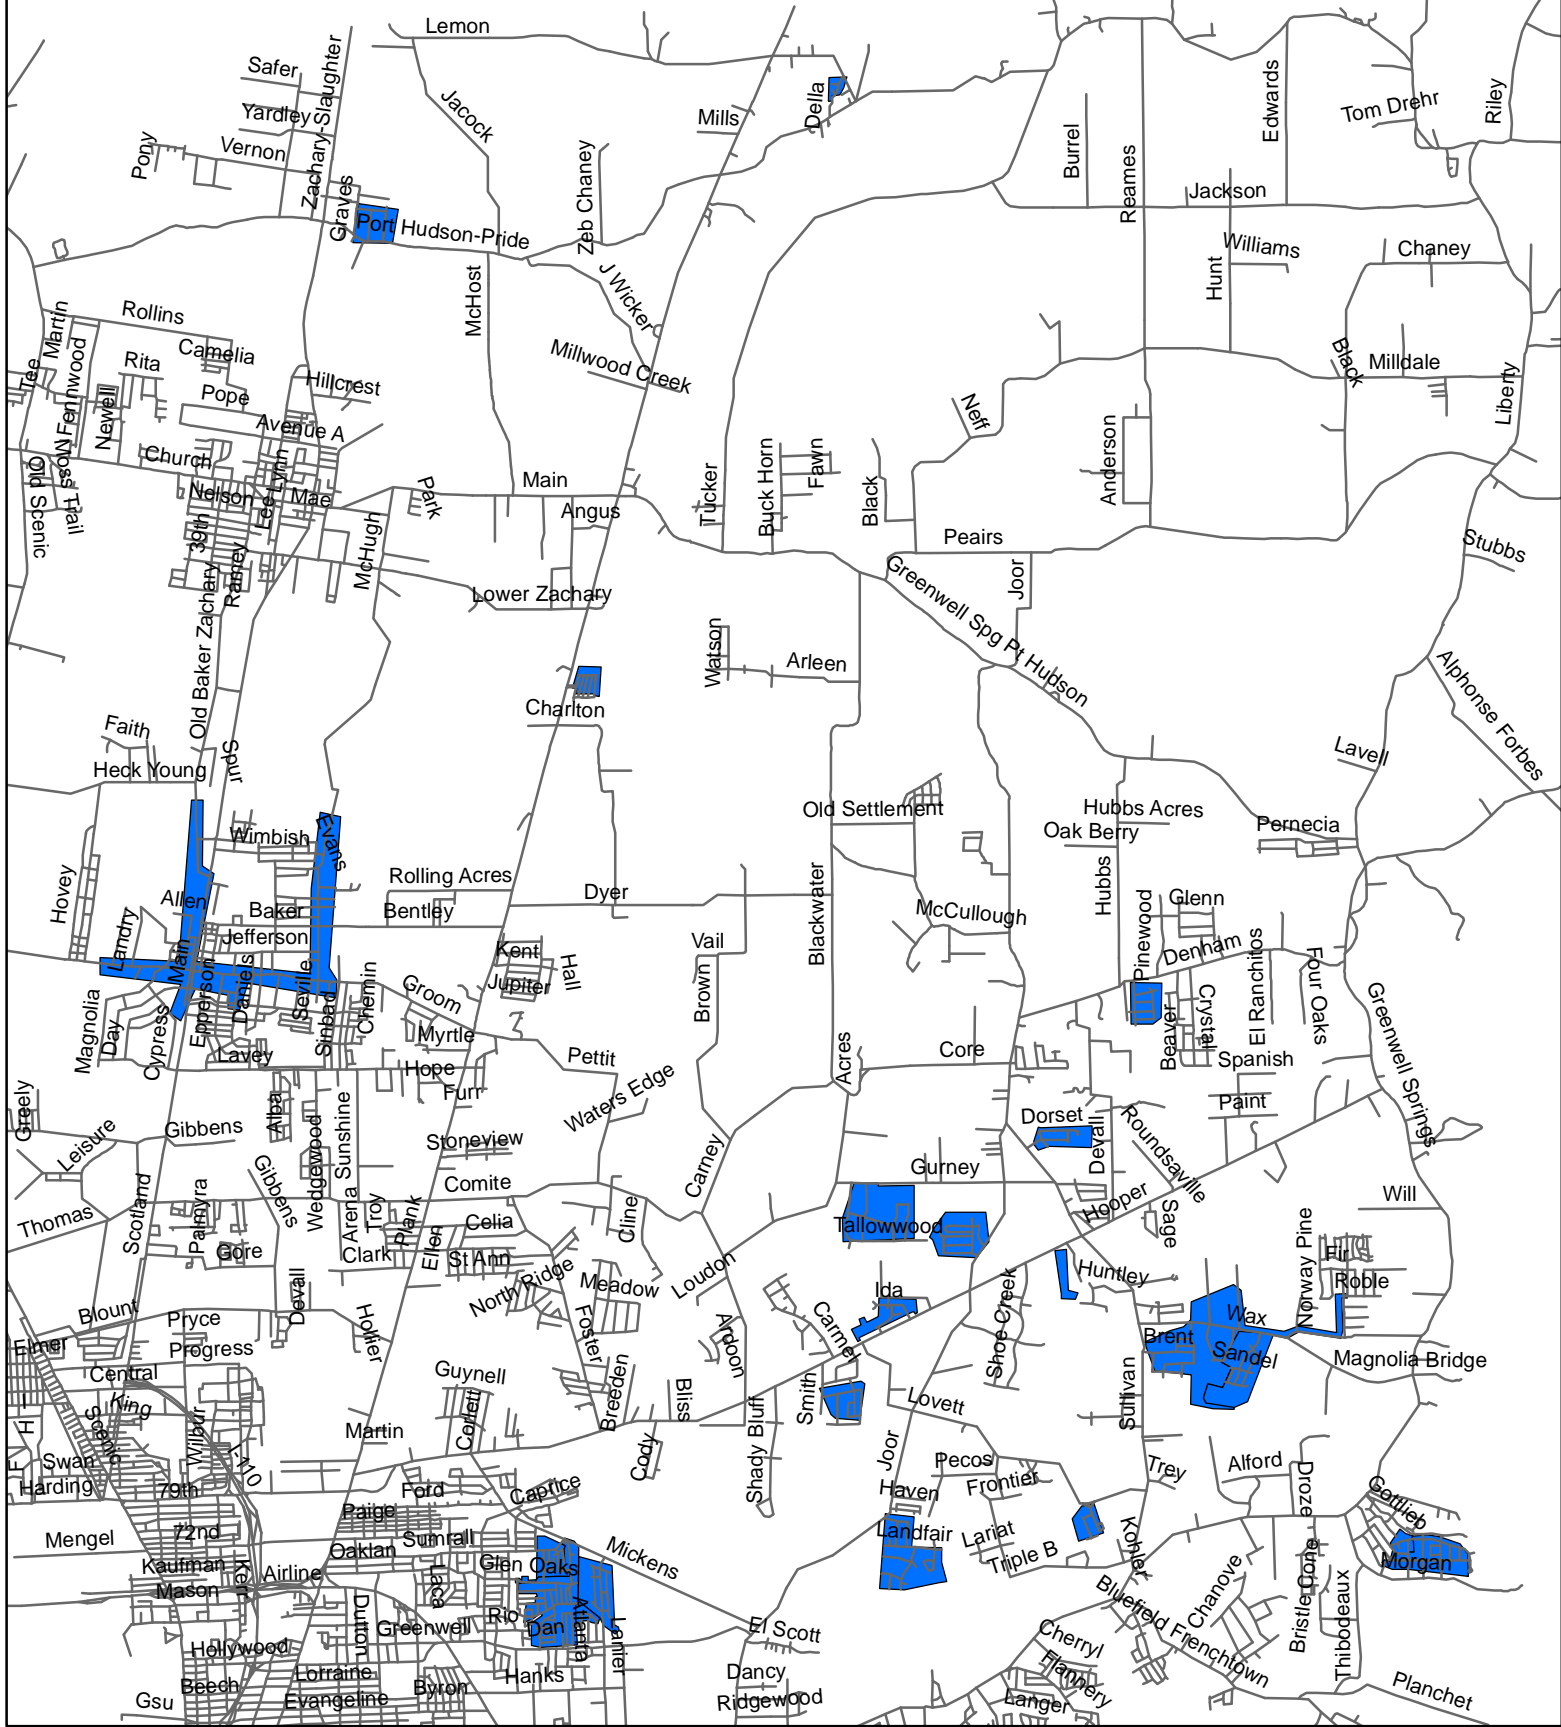 Lemon
Safer
Zachary-Slaughter
Yardley
Jacock
Mills
Della
Edwards
Tom Drehr
Riley
Pony
Vernon
Burrel
Reames
Zeb Chaney
Graves
Port Hudson-Pride
Jackson
Williams
Chaney
Hunt
McHost
J Wicker
Martin
Rollins
Camelia
Rita
Tee
Fennwood
Newell
Pope
Hillcrest
Avenue A
Millwood Creek
Black
Milldale
Liberty
Neff
Church
Moss Trail
Old Scenic
Nelson
Lee
Lynn
Mae
Park
Main
Angus
Tucker
Buck Horn
Fawn
Black
Anderson
39th
Ramey
McHugh
Peairs
Joor
Stubbs
Lower Zachary
Greenwell Spg Pt Hudson
Watson
Arleen
Old Baker Zachary
Charlton
Alphonse Forbes
Faith
Heck Young
Spur
Lavell
Old Settlement
Hubbs Acres
Oak Berry
Pernecia
Wimbish
Evans
Hovey
Allen
Baker
Rolling Acres
Bentley
Dyer
Blackwater
Hubbs
McCullough
Pinewood
Glenn
Landry
Main
Jefferson
Kent
Hall
Vail
Denham
El Ranchitos
Four Oaks
Epperson
Daniels
Seville
Sinbad
Chemin
Groom
Jupiter
Brown
Magnolia
Day
Cypress
Myrtle
Beaver
Crystal
Greenwell Springs
Lavey
Hope
Furr
Pettit
Waters Edge
Acres
Core
Spanish
Paint
Greely
Leisure
Gibbens
Alba
Wedgewood
Sunshine
Stoneview
Dorset
Devall
Roundsaville
Carney
Gurney
Hooper
Sage
Will
Thomas
Scotland
Palmyra
Gibbens
Arena
Troy
Plank
Comite
Celia
Cline
Tallowwood
Gore
Clark
Ellen
St Ann
Norway Pine
Fir
Roble
Devall
North Ridge
Meadow
Loudon
Ida
Shoe Creek
Huntley
Blount
Pryce
Hollier
Foster
Ardoon
Carmel
Wax
Brent
Sandel
Elmer
Progress
Central
Guynell
Magnolia Bridge
King
Scenic
Wilbur
Corlett
Breeden
Bliss
Smith
Lovett
Sullivan
H
Martin
I-110
Cody
Shady Bluff
Joor
Pecos
Trey
Alford
F
Swan
Harding
79th
Ford
Caprice
Haven
Frontier
Droze
Gottlieb
Mengel
72nd
Paige
Sumrall
Landfair
Lariat
Triple B
Kohler
Morgan
Oaklan
Glen Oaks
Mickens
Kaufman
Mason
Kerr
Airline
Laca
Bluefield
Chanove
Bristle Cone
Thibodeaux
Dutton
Greenwell
Rio
Dan
Atlanta
Lanier
El Scott
Frenchtown
Hollywood
Cherryl
Flannery
Lorraine
Beech
Byron
Hanks
Dancy
Ridgewood
Langer
Planchet
Gsu
Evangeline